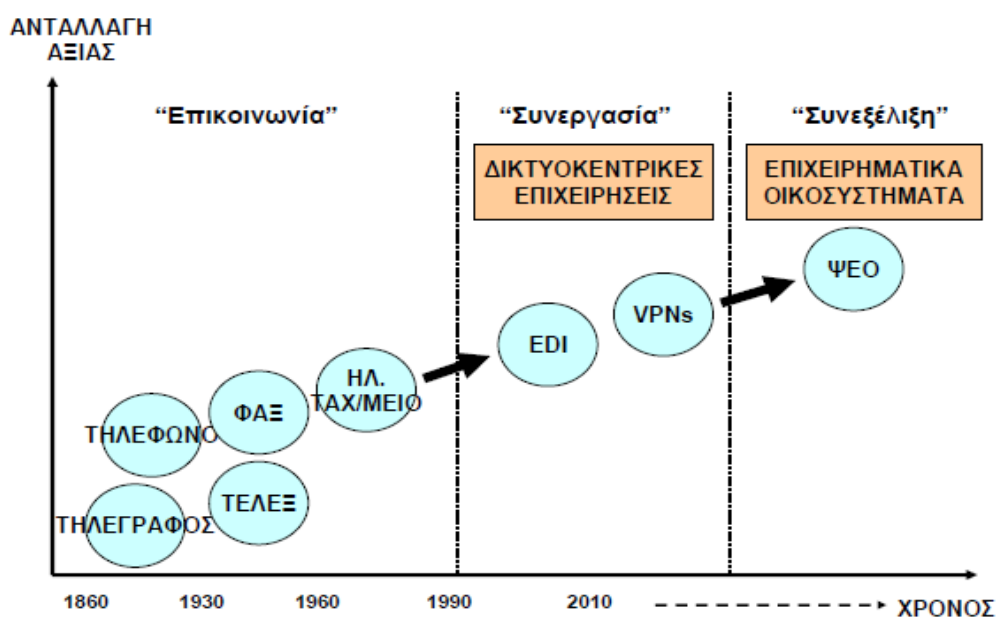 ΑΝΤΑΛΛΑΓΗ
ΑΞΙΑΣ
“Επικοινωνία”
“Συνεργασία”
“Συνεξέλιξη”
ΔΙΚΤΥΟΚΕΝΤΡΙΚΕΣ
ΕΠΙΧΕΙΡΗΣΕΙΣ
ΕΠΙΧΕΙΡΗΜΑΤΙΚΑ
ΟΙΚΟΣΥΣΤΗΜΑΤΑ
ΨΕΟ
VPNs
EDI
ΗΛ.
ΤΑΧ/ΜΕΙΟ
ΦΑΞ
ΤΗΛΕΦΩΝΟ
ΤΕΛΕΞ
ΤΗΛΕΓΡΑΦΟΣ
1860 1930 1960 1990 2010 ΧΡΟΝΟΣ